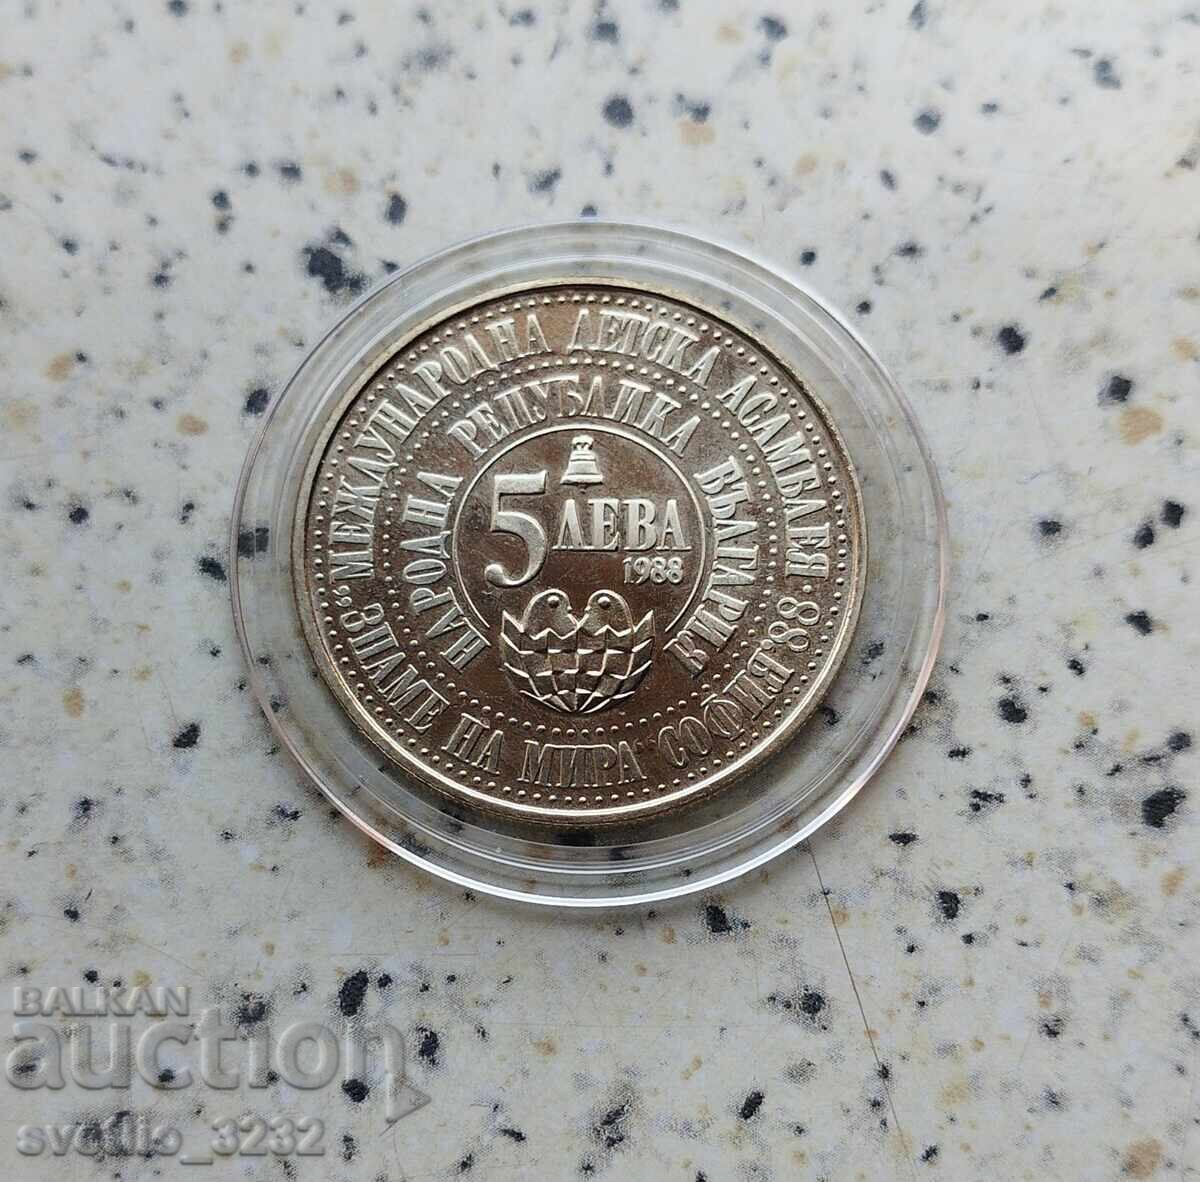 МЕЖДУНАРОДНА ДЕТСКА АСАМБЛЕЯ
"ЗНАМЕ НА МИРА" СОФИЯ·88·
НАРОДНА РЕПУБЛИКА БЪЛГАРИЯ
5 ЛЕВА
1988
BALKAN
auction
svetlio_3232